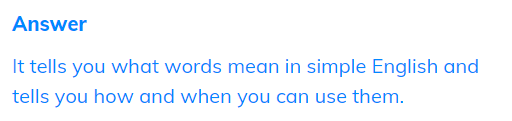 Answer
It tells you what words mean in simple English and
tells you how and when you can use them.